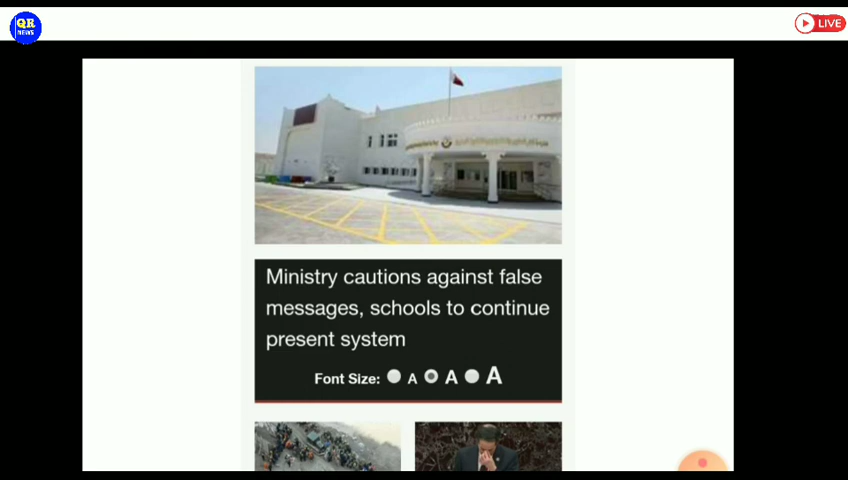 QR
NEWS
LIVE
Ministry cautions against false
messages, schools to continue
present system
Font Size: A A A